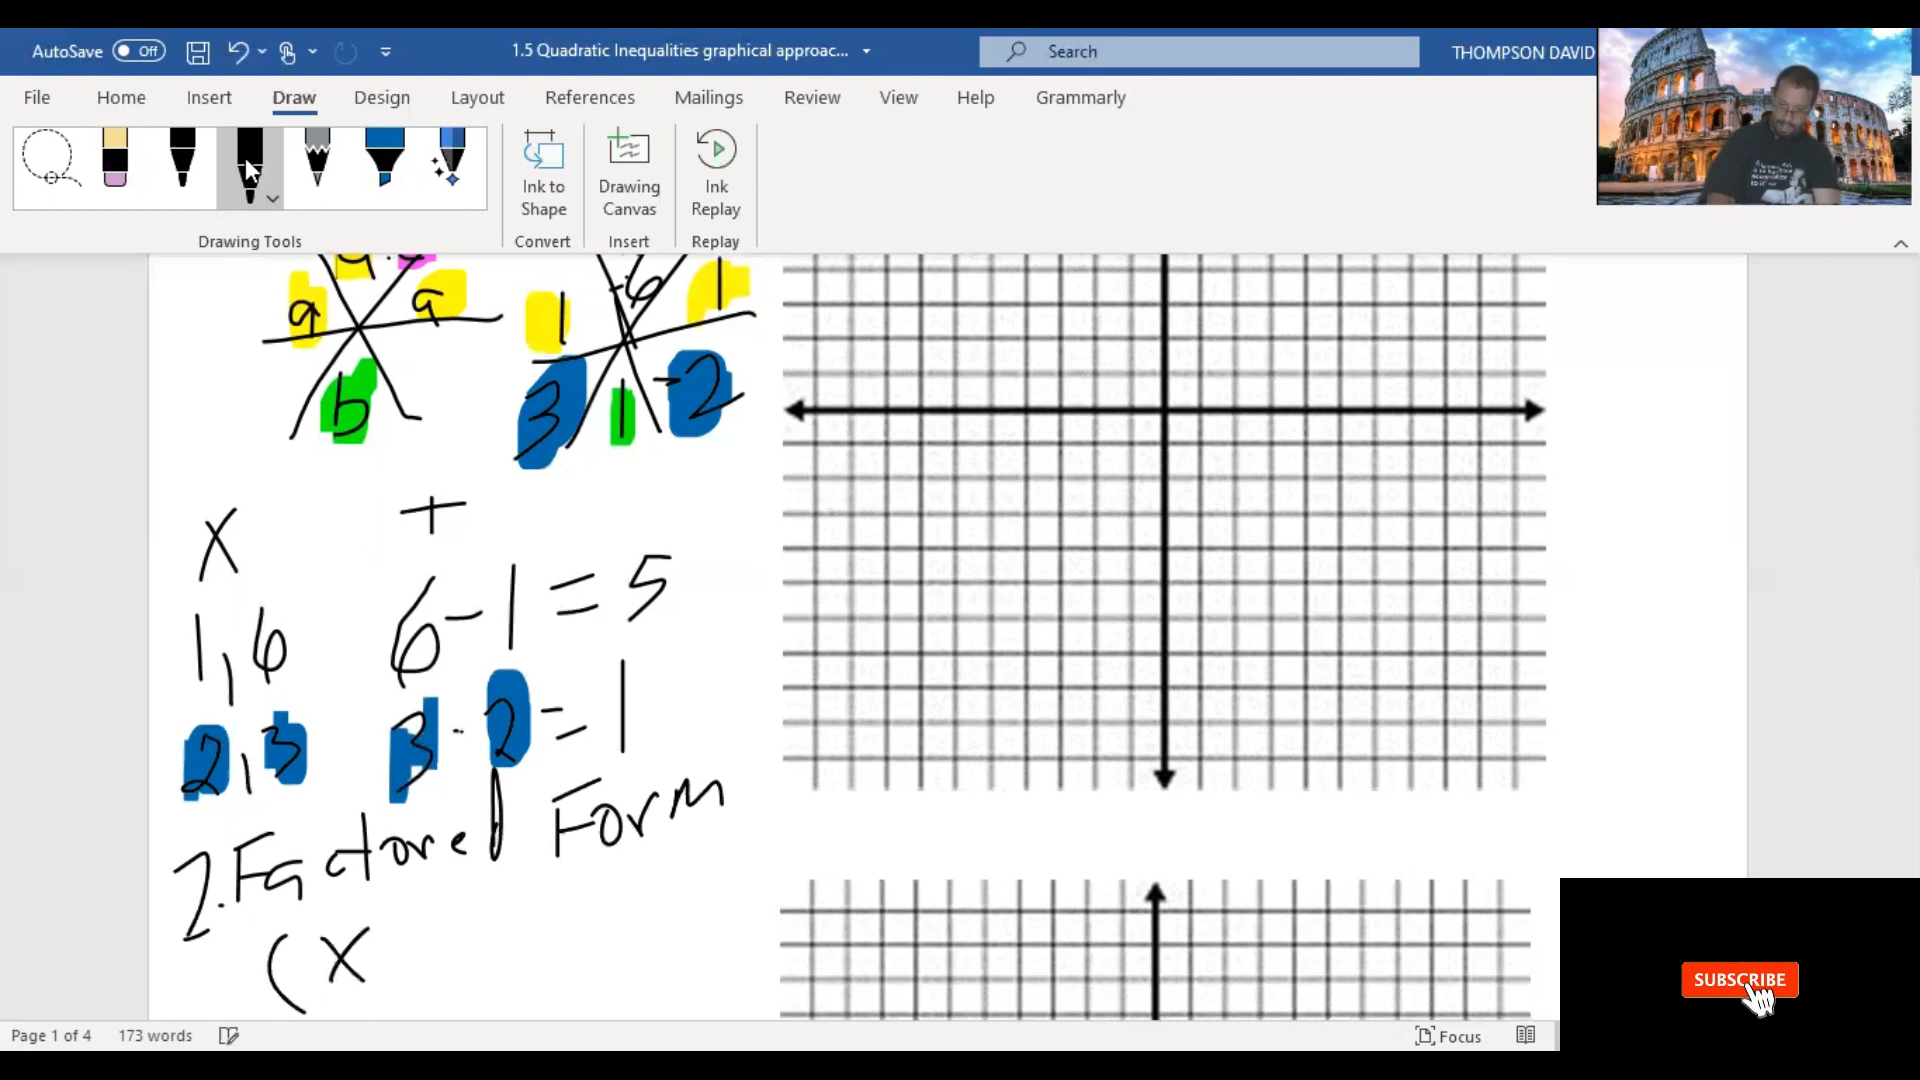 AutoSave Off 1.5 Quadratic Inequalities graphical approac... Search THOMPSON DAVID
File Home Insert Draw Design Layout References Mailings Review View Help Grammarly
Ink to Shape
Drawing Canvas
Ink Replay
Drawing Tools Convert Insert Replay
a a
b
-6
1 1
3 1 -2
x +
1,6 6-1=5
2,3 3-2=1
2. Factored Form
(x
SUBSCRIBE
Page 1 of 4 173 words Focus